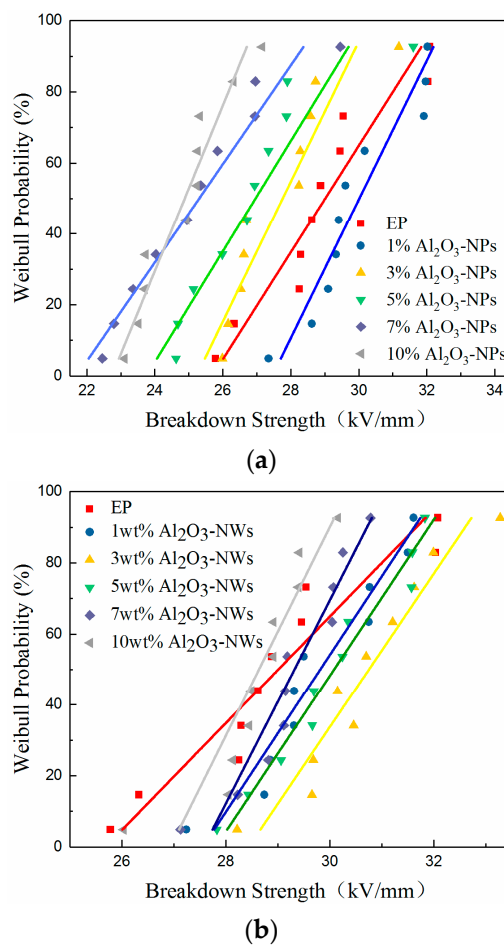 Weibull Probability (%)
100
80
60
40
20
0
EP
1% Al₂O₃-NPs
3% Al₂O₃-NPs
5% Al₂O₃-NPs
7% Al₂O₃-NPs
10% Al₂O₃-NPs
22 24 26 28 30 32 34
Breakdown Strength（kV/mm）
(a)
Weibull Probability (%)
100
80
60
40
20
0
EP
1wt% Al₂O₃-NWs
3wt% Al₂O₃-NWs
5wt% Al₂O₃-NWs
7wt% Al₂O₃-NWs
10wt% Al₂O₃-NWs
26 28 30 32
Breakdown Strength（kV/mm）
(b)